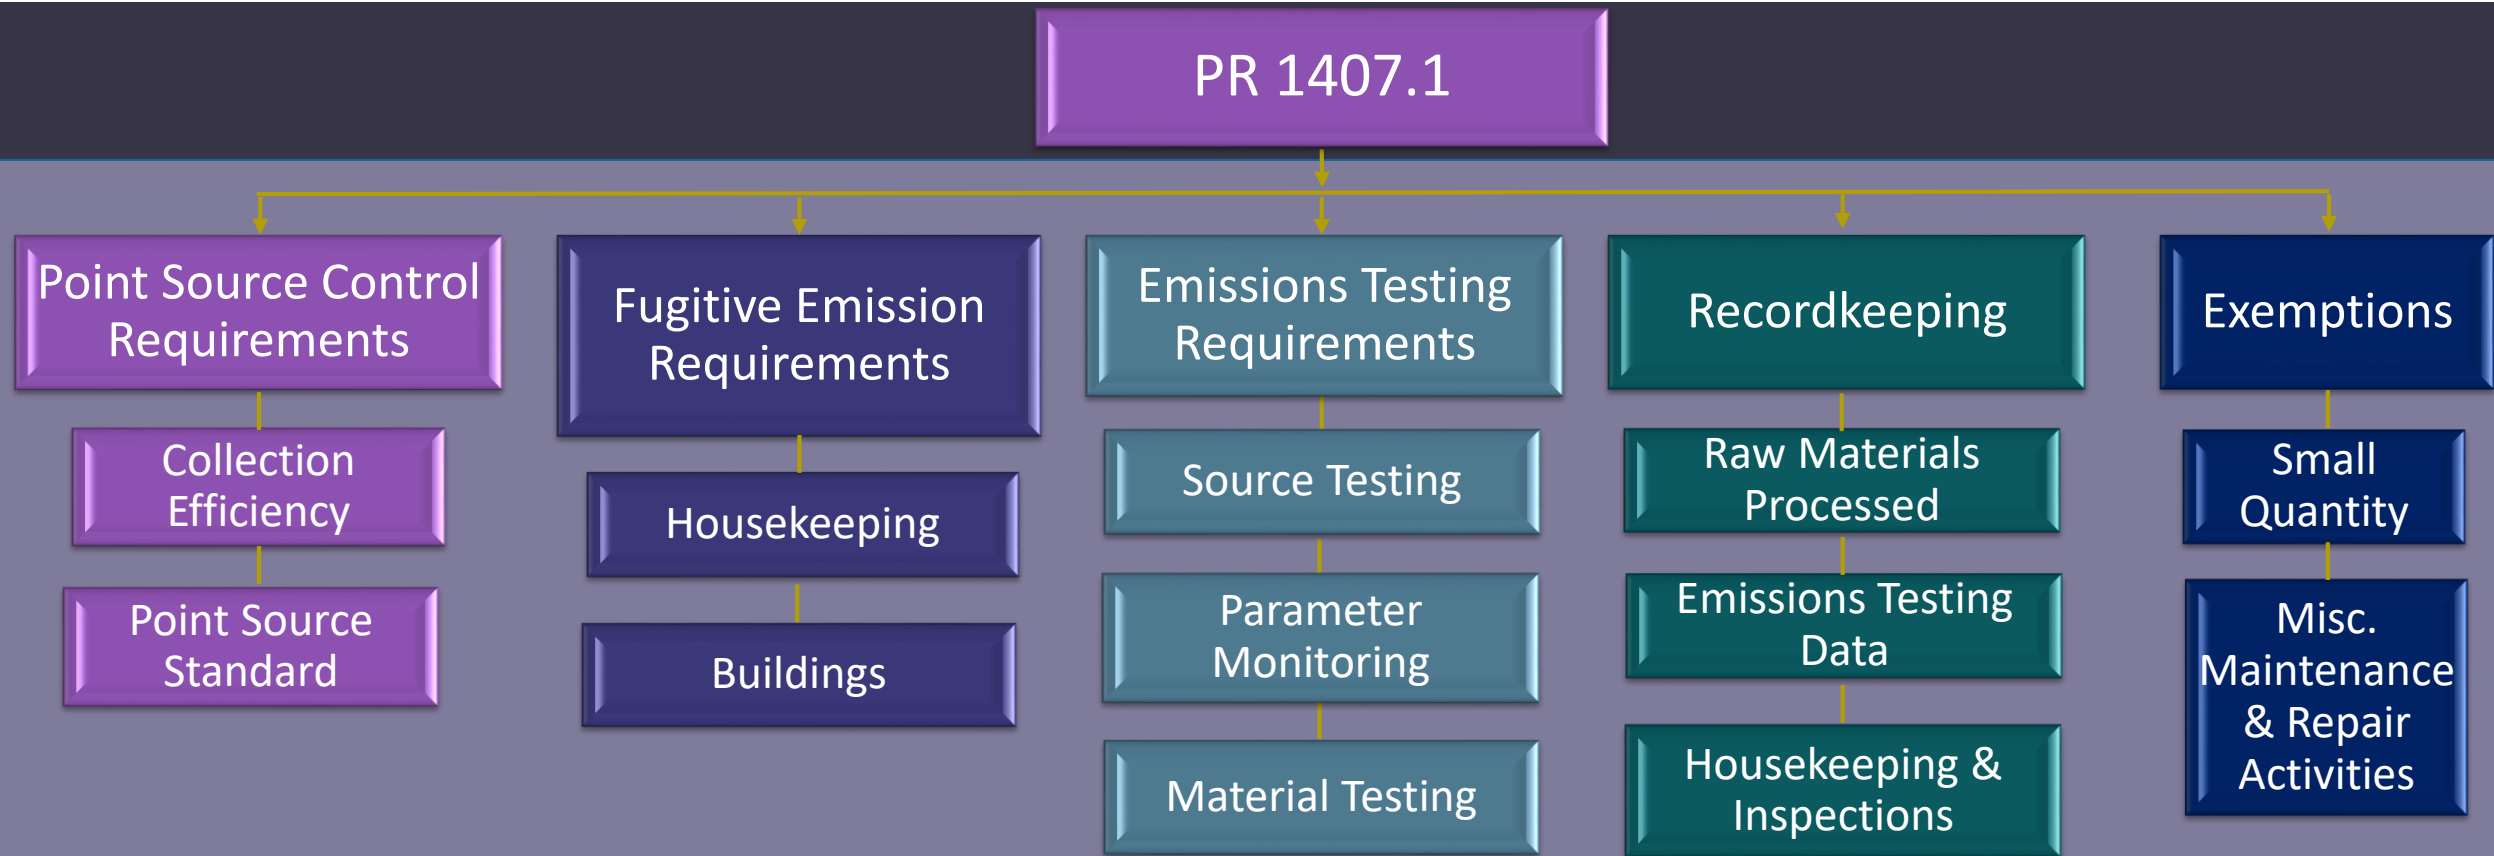 PR 1407.1
Point Source Control
Requirements
Collection
Efficiency
Point Source
Standard
Fugitive Emission
Requirements
Housekeeping
Buildings
Emissions Testing
Requirements
Source Testing
Parameter
Monitoring
Material Testing
Recordkeeping
Raw Materials
Processed
Emissions Testing
Data
Housekeeping &
Inspections
Exemptions
Small
Quantity
Misc.
Maintenance
& Repair
Activities